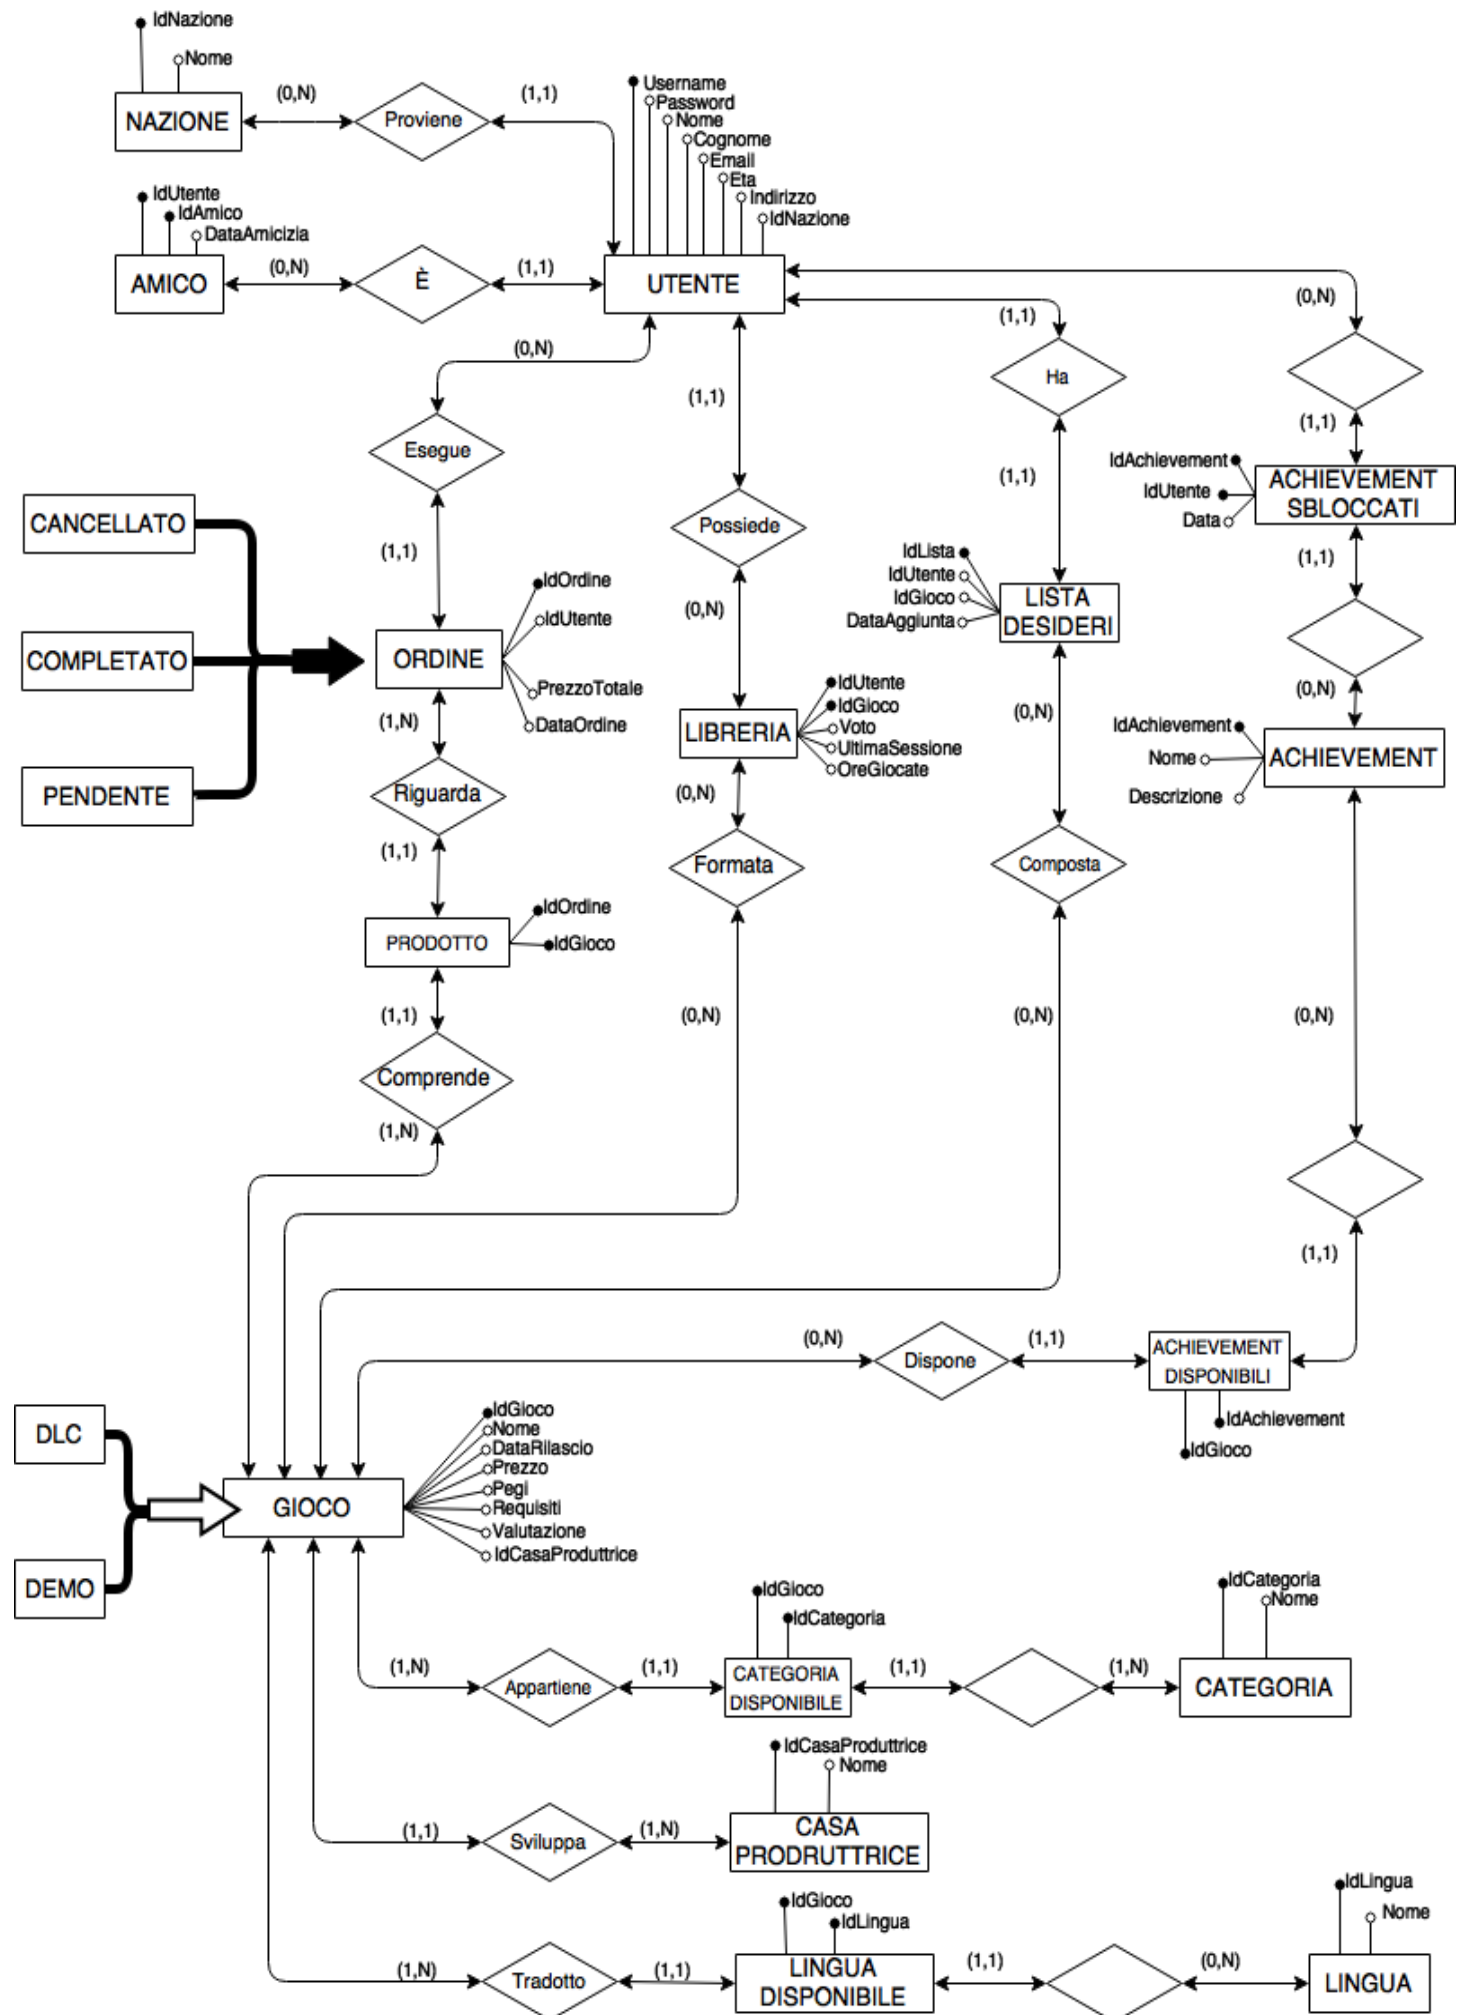 IdNazione
Nome
NAZIONE
(0,N)
Proviene
(1,1)
Username
Password
Nome
Cognome
Email
Eta
Indirizzo
IdNazione
UTENTE
IdUtente
IdAmico
DataAmicizia
AMICO
(0,N)
È
(1,1)
(0,N)
Esegue
(1,1)
(1,1)
Possiede
(0,N)
(1,1)
Ha
(1,1)
(0,N)
(1,1)
IdAchievement
IdUtente
Data
ACHIEVEMENT
SBLOCCATI
(1,1)
(0,N)
CANCELLATO
COMPLETATO
PENDENTE
IdOrdine
IdUtente
PrezzoTotale
DataOrdine
ORDINE
(1,N)
Riguarda
(1,1)
IdOrdine
IdGioco
PRODOTTO
(1,1)
Comprende
(1,N)
IdUtente
IdGioco
Voto
UltimaSessione
OreGiocate
LIBRERIA
(0,N)
Formata
(0,N)
IdLista
IdUtente
IdGioco
DataAggiunta
LISTA
DESIDERI
(0,N)
Composta
(0,N)
IdAchievement
Nome
Descrizione
ACHIEVEMENT
(0,N)
(1,1)
(0,N)
Dispone
(1,1)
ACHIEVEMENT
DISPONIBILI
IdAchievement
IdGioco
DLC
DEMO
GIOCO
IdGioco
Nome
DataRilascio
Prezzo
Pegi
Requisiti
Valutazione
IdCasaProduttrice
(1,N)
Appartiene
(1,1)
IdGioco
IdCategoria
CATEGORIA
DISPONIBILE
(1,1)
(1,N)
IdCategoria
Nome
CATEGORIA
(1,1)
Sviluppa
(1,N)
IdCasaProduttrice
Nome
CASA
PRODRUTTRICE
(1,N)
Tradotto
(1,1)
IdGioco
IdLingua
LINGUA
DISPONIBILE
(1,1)
(0,N)
IdLingua
Nome
LINGUA